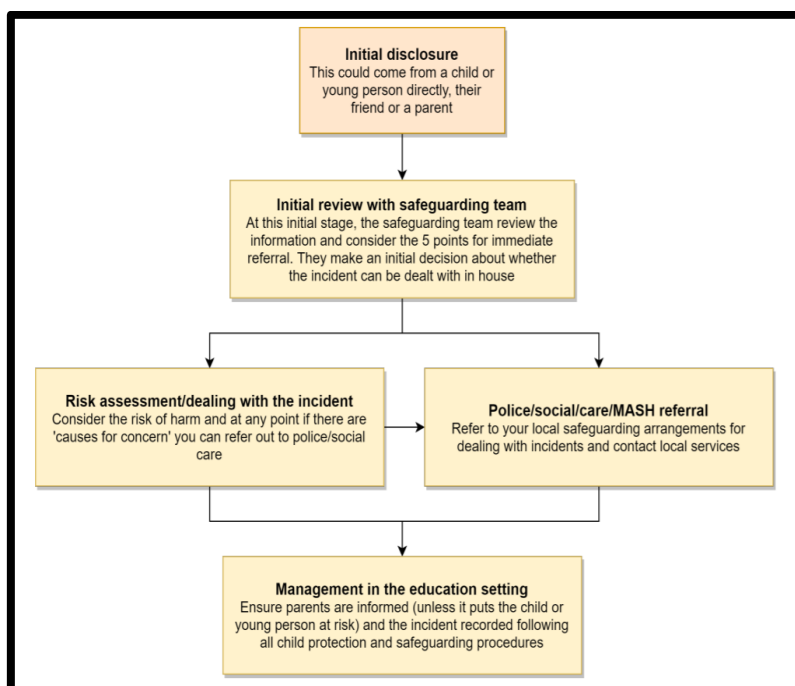 Initial disclosure
This could come from a child or
young person directly, their
friend or a parent
Initial review with safeguarding team
At this initial stage, the safeguarding team review the
information and consider the 5 points for immediate
referral. They make an initial decision about whether
the incident can be dealt with in house
Risk assessment/dealing with the incident
Consider the risk of harm and at any point if there are
'causes for concern' you can refer out to police/social
care
Police/social/care/MASH referral
Refer to your local safeguarding arrangements for
dealing with incidents and contact local services
Management in the education setting
Ensure parents are informed (unless it puts the child or
young person at risk) and the incident recorded following
all child protection and safeguarding procedures